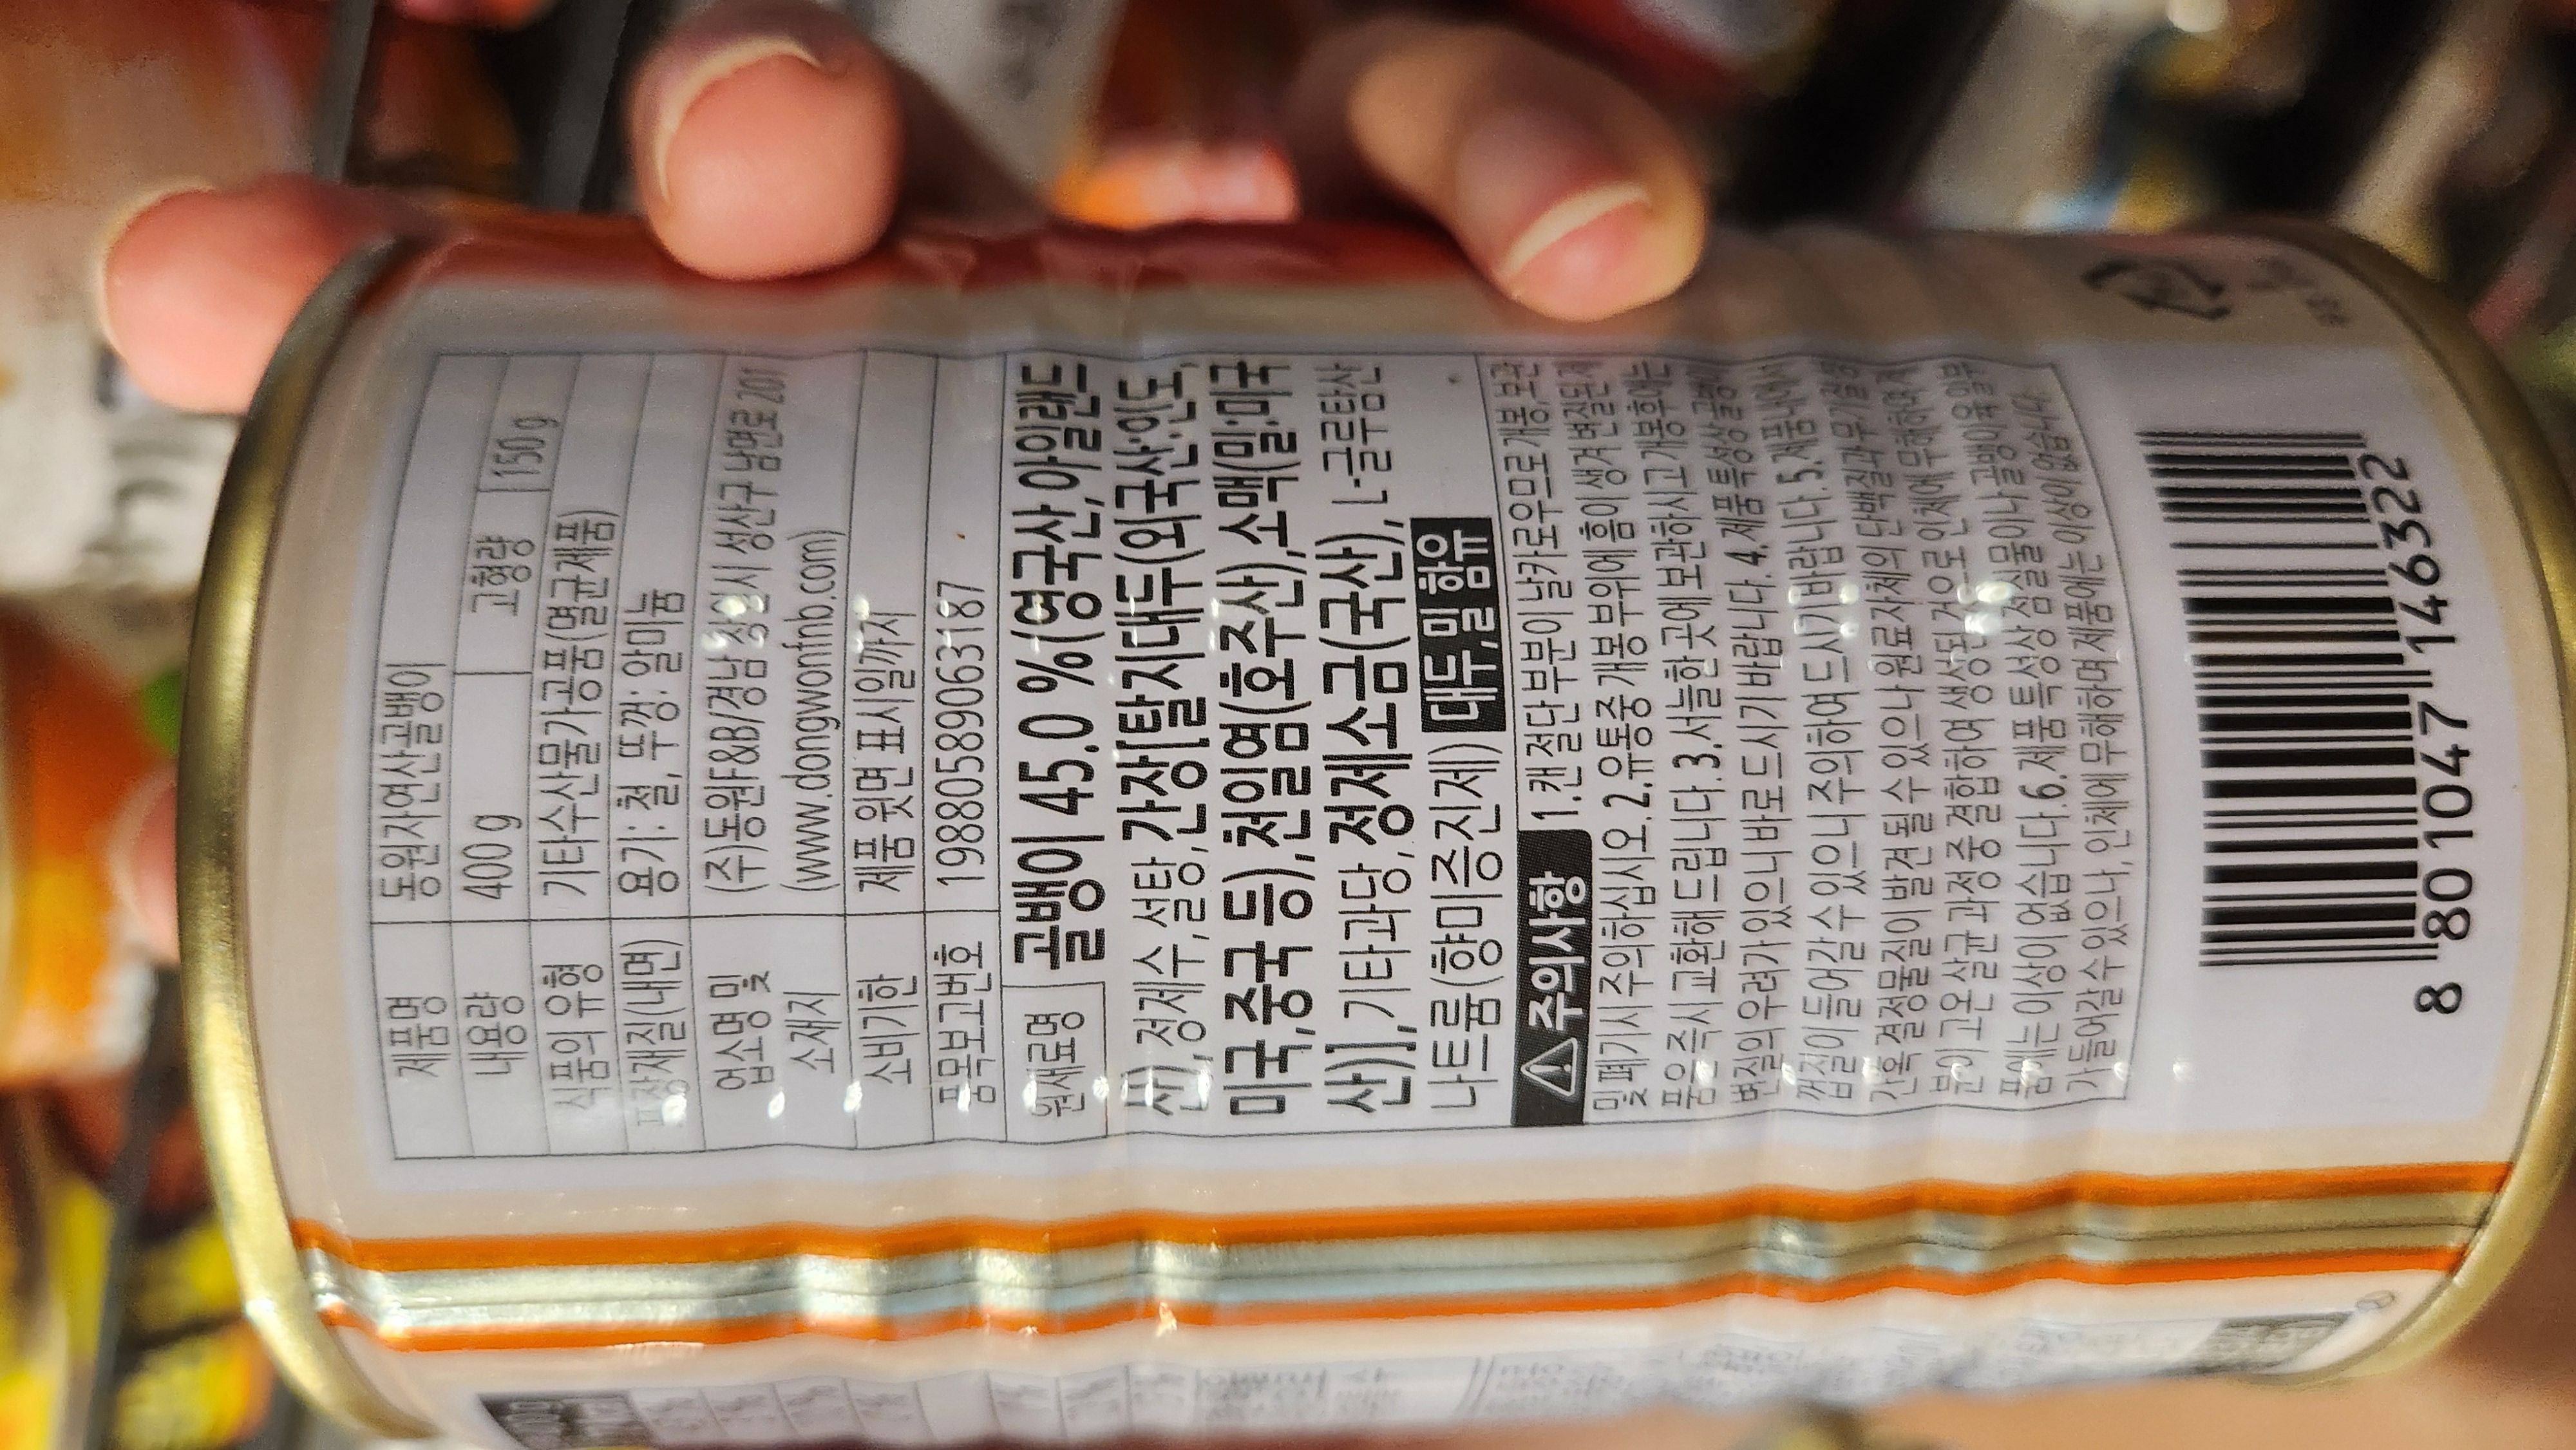 제품명 동원자연산골뱅이
내용량 400 g 고형량 150 g
식품의 유형 기타수산물가공품(멸균제품)
포장재질(내면) 용기: 철, 뚜껑: 알미늄
업소명 및 (주)동원F&B/경남 창원시 성산구 남면로 201
소재지 (www.dongwonfnb.com)
소비기한 제품 윗면 표시일까지
품목보고번호 19880589063187
원재료명 골뱅이 45.0 %(영국산,아일랜드
산),정제수,설탕,간장[탈지대두(외국산:인도,
미국,중국 등),천일염(호주산),소맥(밀:미국
산)],기타과당,정제소금(국산), L-글루탐산
나트륨(향미증진제) 대두,밀 함유
주의사항 1.캔 절단 부분이 날카로우므로 개봉,보관
및 폐기시 주의하십시오. 2.유통중 개봉 부위에 흠이 생겨 변질된 제
품은 즉시 교환해 드립니다. 3.서늘한 곳에 보관하시고 개봉후에는
변질의 우려가 있으니 바로 드시기 바랍니다. 4.제품 특성상 골뱅이
껍질이 들어갈 수 있으니 주의하여 드시기 바랍니다. 5.제품내에서
간혹 결정물질이 발견 될 수 있으나 원료자체의 단백질과 무기질 성
분이 고온 살균 과정 중 결합하여 생성된 것으로 인체에 무해하며 제
품에는 이상이 없습니다. 6.제품 특성상 점질물이나 골뱅이육 일부
가 들어갈 수 있으나, 인체에 무해하며 제품에는 이상이 없습니다.
8 801047 146322